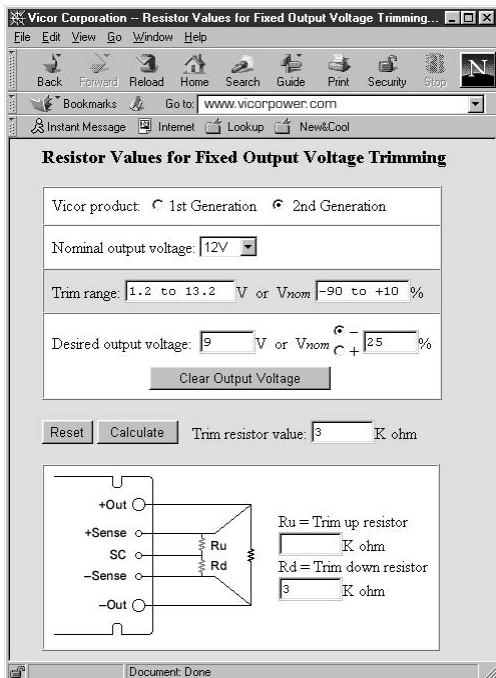 Vicor Corporation -- Resistor Values for Fixed Output Voltage Trimming...
File Edit View Go Window Help
Back Forward Reload Home Search Guide Print Security Stop N
Bookmarks Go to: www.vicorpower.com
Instant Message Internet Lookup New&Cool
Resistor Values for Fixed Output Voltage Trimming
Vicor product: 1st Generation 2nd Generation
Nominal output voltage: 12V
Trim range: 1.2 to 13.2 V or Vnom -90 to +10 %
Desired output voltage: 9 V or Vnom − + 25 %
Clear Output Voltage
Reset Calculate Trim resistor value: 3 K ohm
+Out
+Sense
SC
−Sense
−Out
Ru
Rd
Ru = Trim up resistor
K ohm
Rd = Trim down resistor
3 K ohm
Document: Done